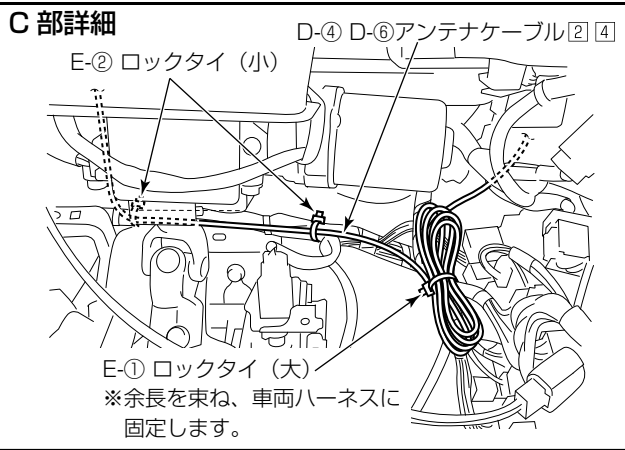 C 部詳細
D-④ D-⑥アンテナケーブル 2 4
E-② ロックタイ（小）
E-① ロックタイ（大）
※余長を束ね、車両ハーネスに
固定します。